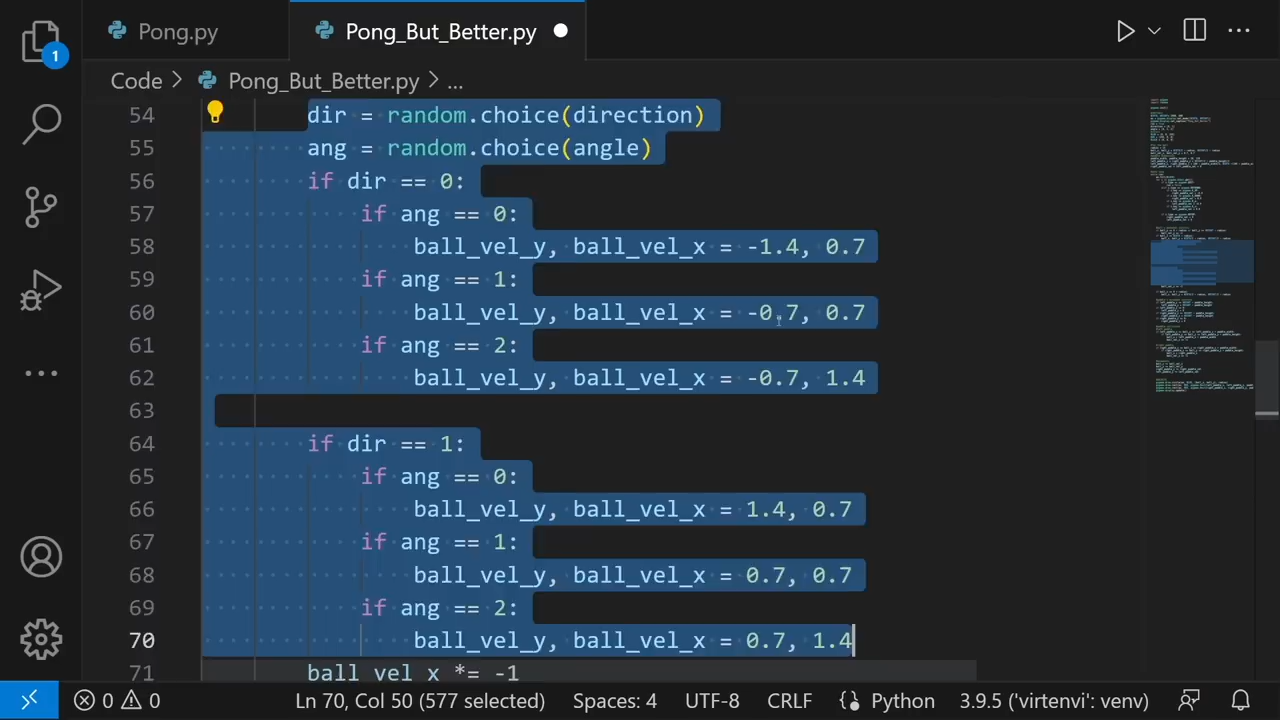 1
Pong.py
Pong_But_Better.py
Code > Pong_But_Better.py > ...
54 dir = random.choice(direction)
55 ang = random.choice(angle)
56 if dir == 0:
57 if ang == 0:
58 ball_vel_y, ball_vel_x = -1.4, 0.7
59 if ang == 1:
60 ball_vel_y, ball_vel_x = -0.7, 0.7
61 if ang == 2:
62 ball_vel_y, ball_vel_x = -0.7, 1.4
63
64 if dir == 1:
65 if ang == 0:
66 ball_vel_y, ball_vel_x = 1.4, 0.7
67 if ang == 1:
68 ball_vel_y, ball_vel_x = 0.7, 0.7
69 if ang == 2:
70 ball_vel_y, ball_vel_x = 0.7, 1.4
71 ball_vel_x *= -1
0 0 Ln 70, Col 50 (577 selected) Spaces: 4 UTF-8 CRLF {} Python 3.9.5 ('virtenvi': venv)